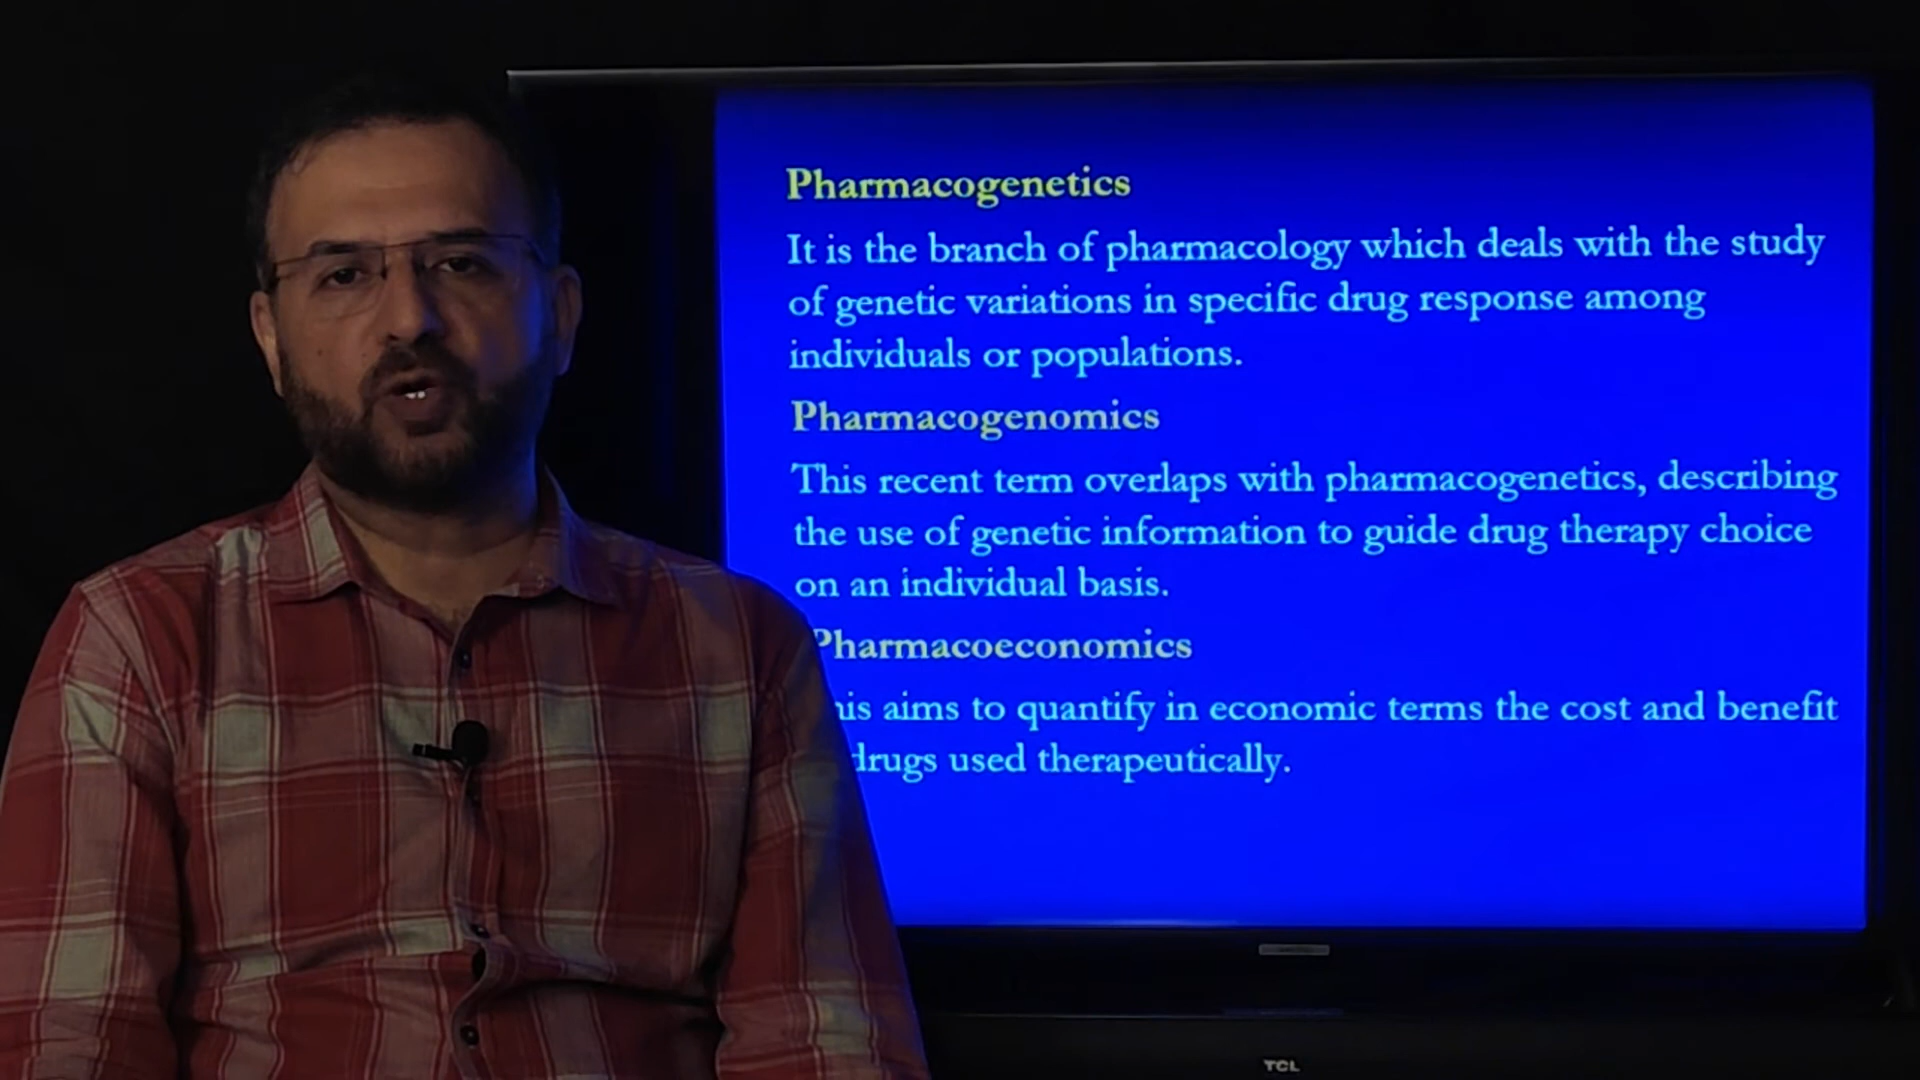 Pharmacogenetics
It is the branch of pharmacology which deals with the study
of genetic variations in specific drug response among
individuals or populations.
Pharmacogenomics
This recent term overlaps with pharmacogenetics, describing
the use of genetic information to guide drug therapy choice
on an individual basis.
Pharmacoeconomics
his aims to quantify in economic terms the cost and benefit
drugs used therapeutically.
TCL